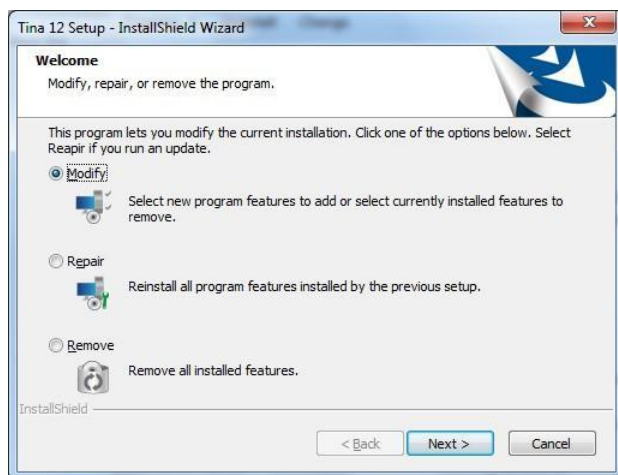 Tina 12 Setup - InstallShield Wizard
Welcome
Modify, repair, or remove the program.
This program lets you modify the current installation. Click one of the options below. Select
Reapir if you run an update.
Modify
Select new program features to add or select currently installed features to
remove.
Repair
Reinstall all program features installed by the previous setup.
Remove
Remove all installed features.
InstallShield
< Back Next > Cancel